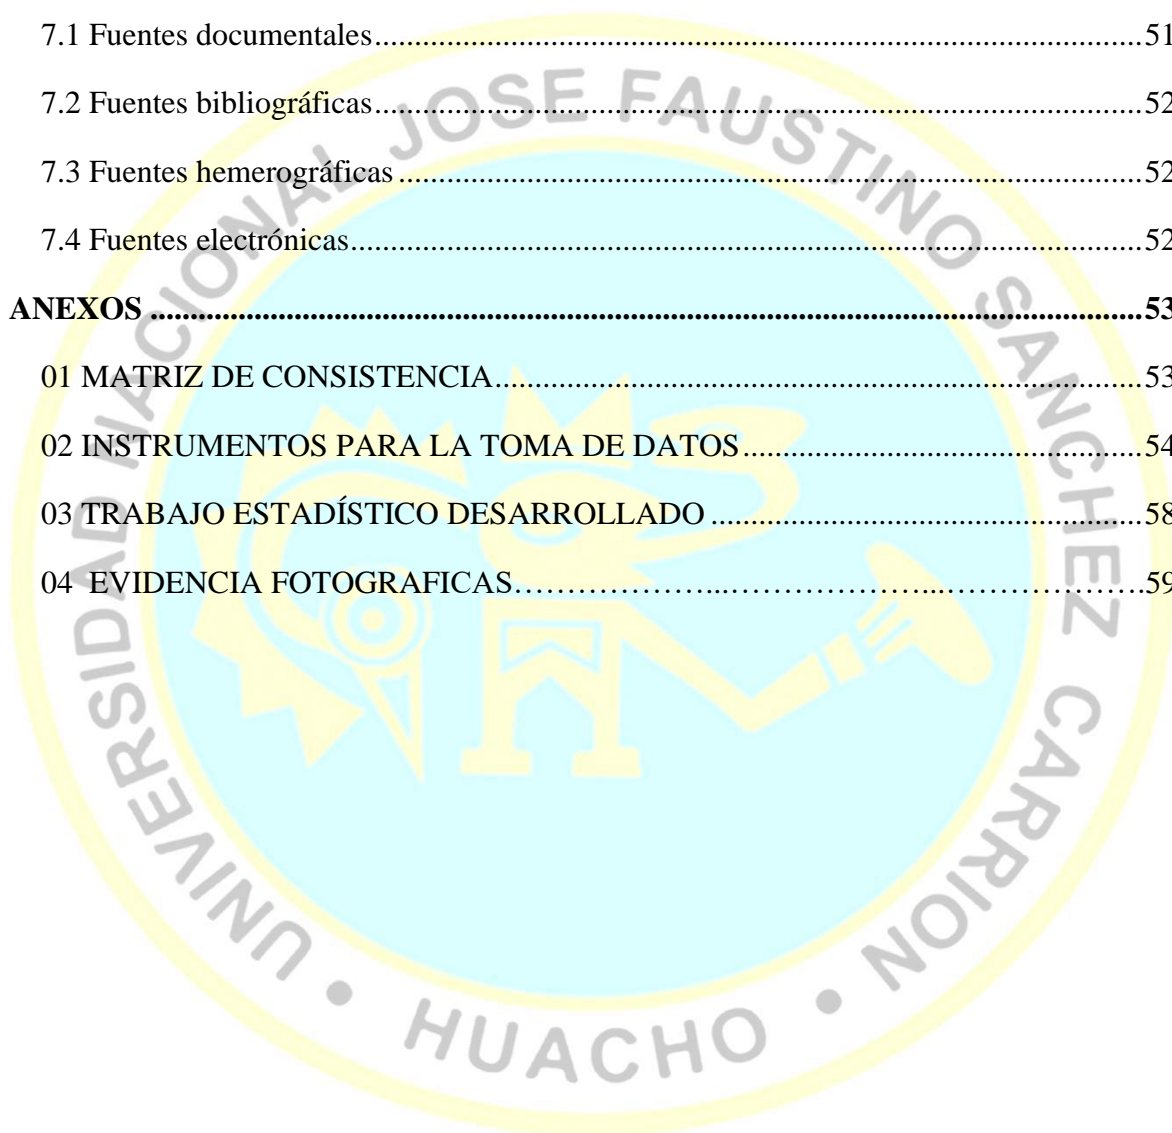 7.1 Fuentes documentales........................................................................................................51
7.2 Fuentes bibliográficas........................................................................................................52
7.3 Fuentes hemerográficas .....................................................................................................52
7.4 Fuentes electrónicas...........................................................................................................52
ANEXOS ................................................................................................................................53
01 MATRIZ DE CONSISTENCIA.........................................................................................53
02 INSTRUMENTOS PARA LA TOMA DE DATOS..........................................................54
03 TRABAJO ESTADÍSTICO DESARROLLADO ..............................................................58
04  EVIDENCIA FOTOGRAFICAS………………...………………...……………….59
UNIVERSIDAD NACIONAL JOSE FAUSTINO SANCHEZ CARRION • HUACHO •